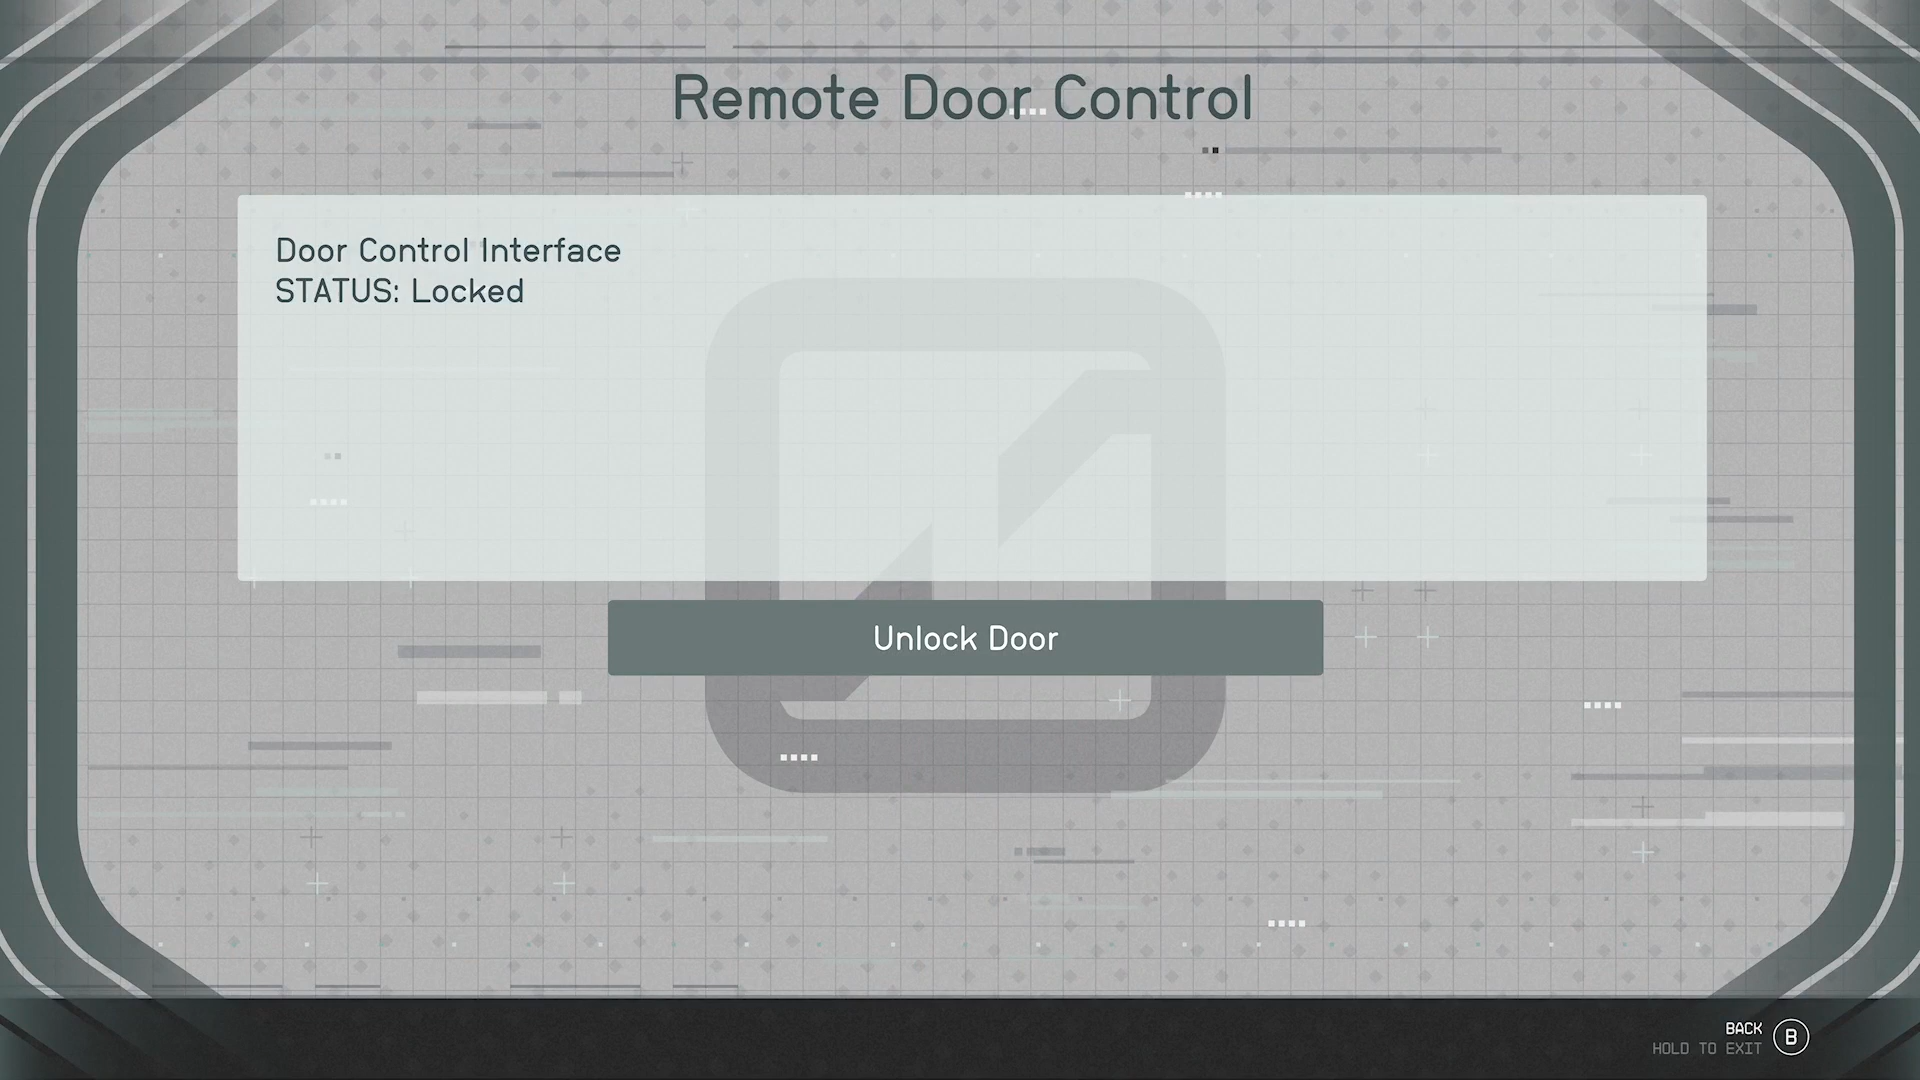 Remote Door Control
Door Control Interface
STATUS: Locked
Unlock Door
BACK
HOLD TO EXIT
B